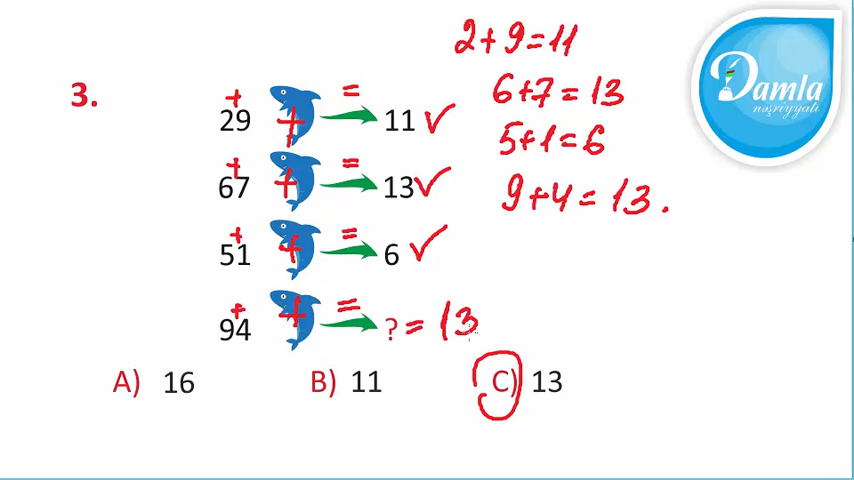 2+9=11
6+7=13
5+1=6
9+4=13.
Damla
nəşriyyatı
3.
+ =
29 + 11 ✓
+ =
67 + 13 ✓
+ =
51 + 6 ✓
+ =
94 + ? = 13
A) 16 B) 11 C) 13